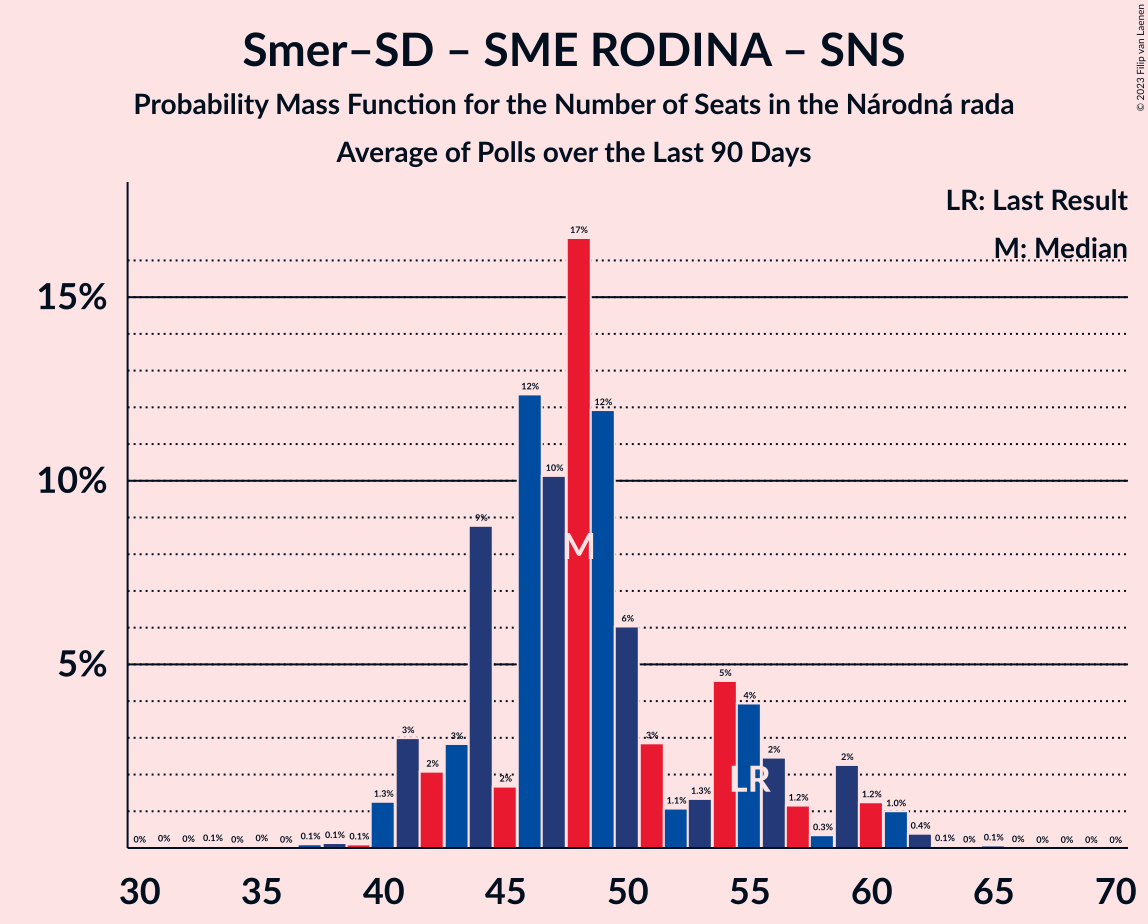 Smer–SD – SME RODINA – SNS
Probability Mass Function for the Number of Seats in the Národná rada
Average of Polls over the Last 90 Days
© 2023 Filip van Laenen
LR: Last Result
M: Median
15%
10%
5%
0% 0% 0% 0.1% 0% 0% 0% 0.1% 0.1% 0.1% 1.3% 3% 2% 3% 9% 2% 12% 10% 17% 12% 6% 3% 1.1% 1.3% 5% 4% 2% 1.2% 0.3% 2% 1.2% 1.0% 0.4% 0.1% 0% 0.1% 0% 0% 0% 0% 0%
M
LR
30 35 40 45 50 55 60 65 70